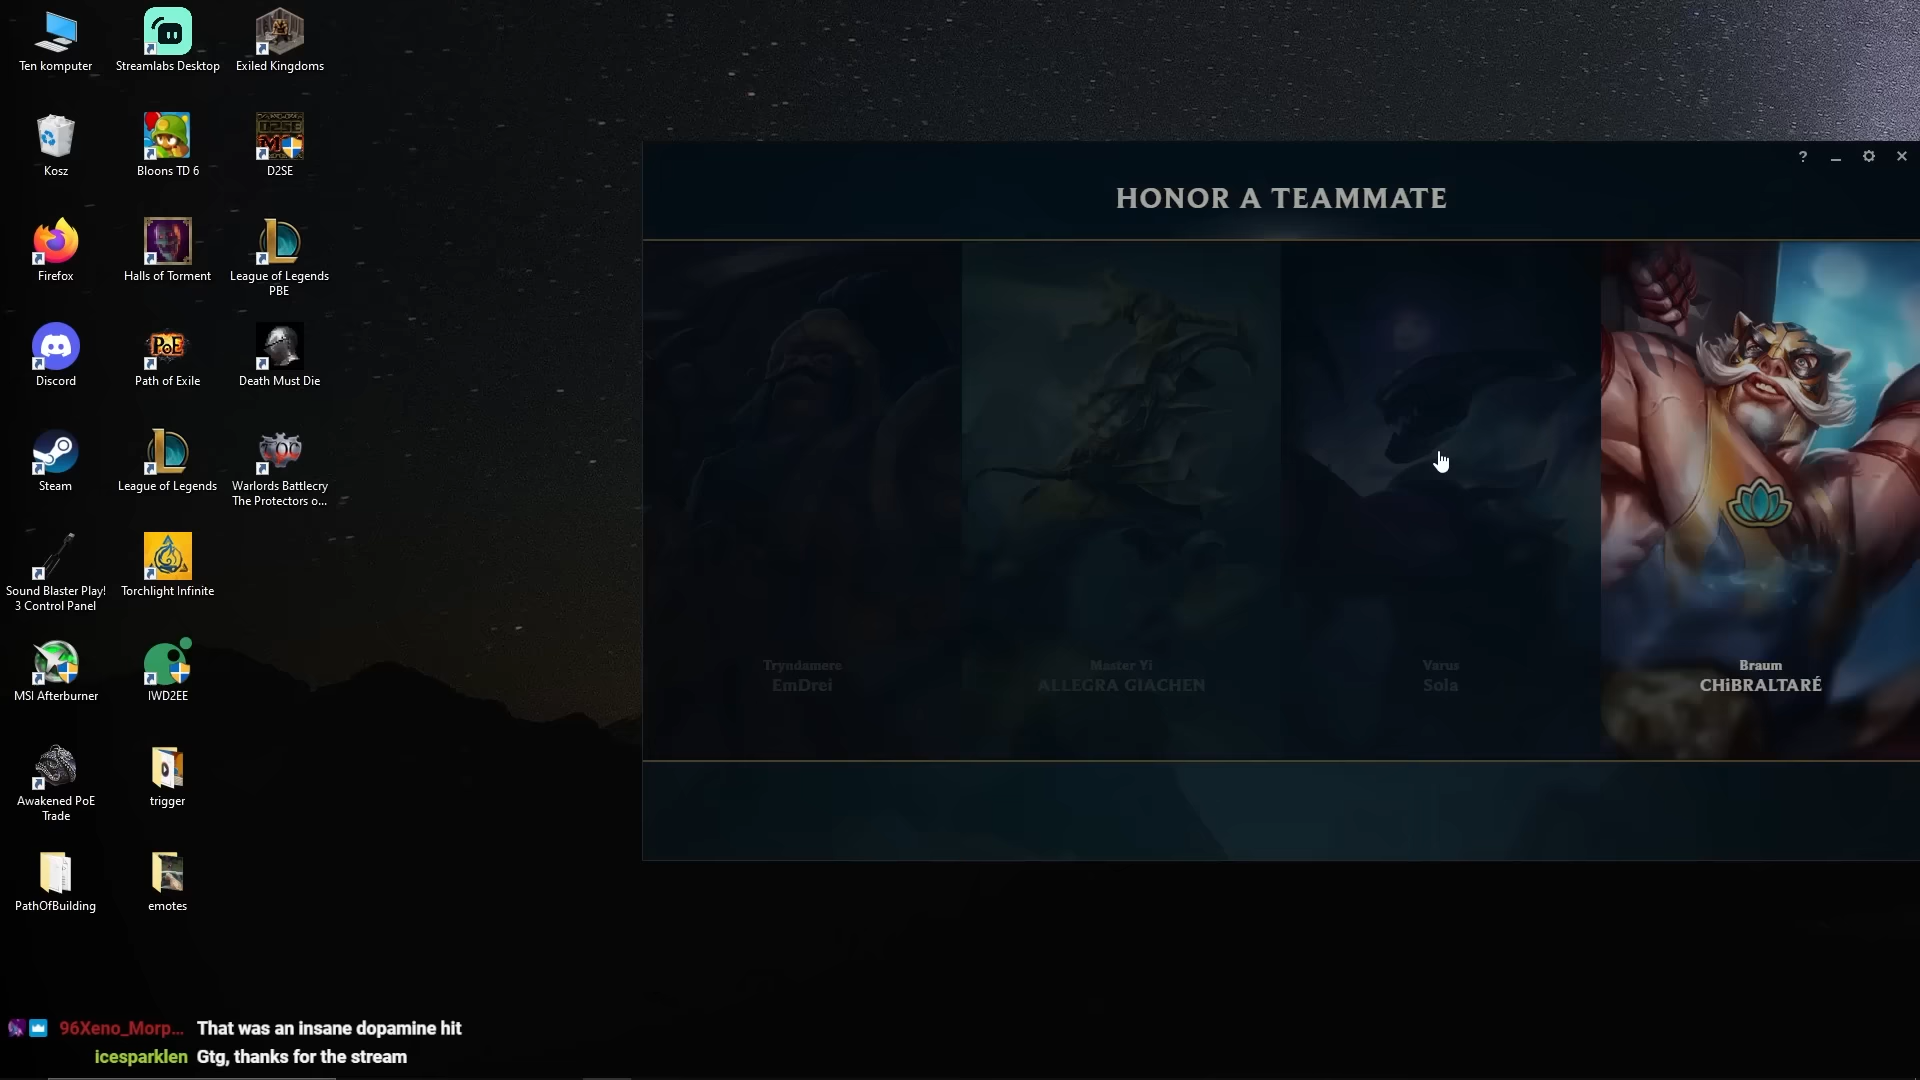 Ten komputer
Streamlabs Desktop
Exiled Kingdoms
Kosz
Bloons TD 6
D2SE
Firefox
Halls of Torment
League of Legends
PBE
Discord
Path of Exile
Death Must Die
Steam
League of Legends
Warlords Battlecry
The Protectors o...
Sound Blaster Play!
3 Control Panel
Torchlight Infinite
MSI Afterburner
IWD2EE
Awakened PoE
Trade
trigger
PathOfBuilding
emotes
?
HONOR A TEAMMATE
Tryndamere
EmDrei
Master Yi
ALLEGRA GIACHEN
Varus
Sola
Braum
CHiBRALTARÉ
96Xeno_Morp... That was an insane dopamine hit
icesparklen Gtg, thanks for the stream